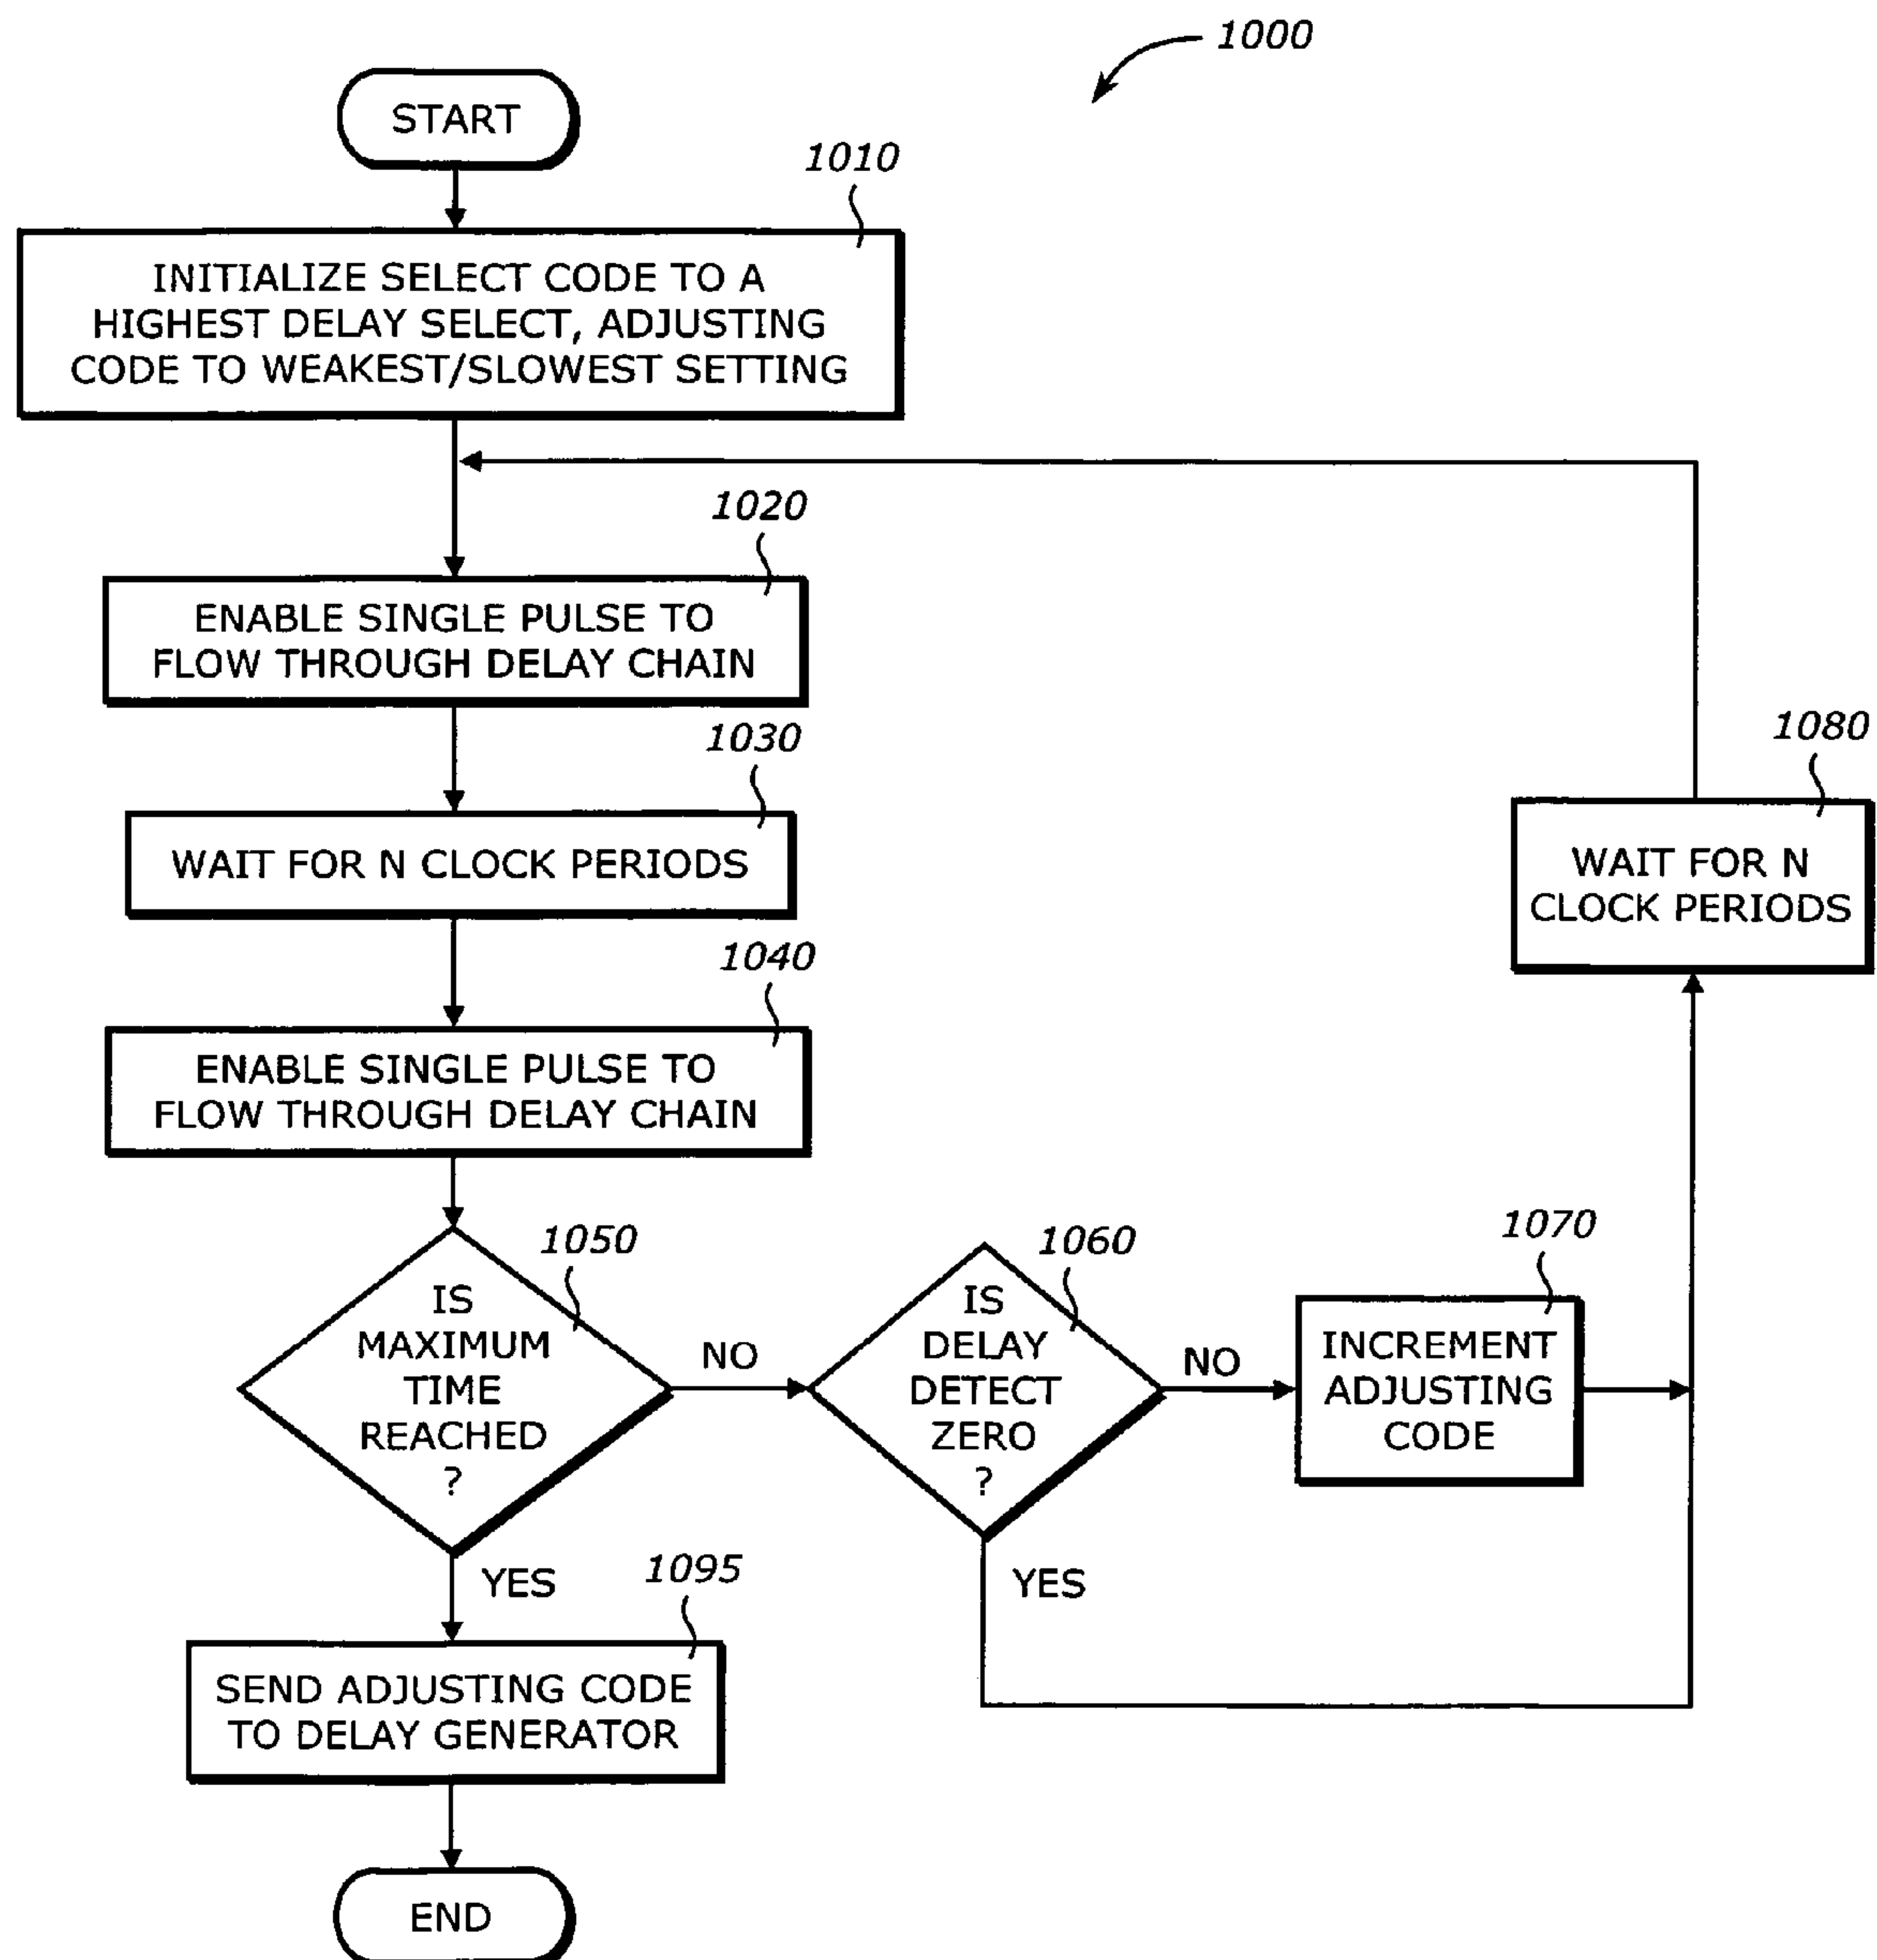 1000
START
1010
INITIALIZE SELECT CODE TO A
HIGHEST DELAY SELECT, ADJUSTING
CODE TO WEAKEST/SLOWEST SETTING
1020
ENABLE SINGLE PULSE TO
FLOW THROUGH DELAY CHAIN
1030
WAIT FOR N CLOCK PERIODS
1080
WAIT FOR N
CLOCK PERIODS
1040
ENABLE SINGLE PULSE TO
FLOW THROUGH DELAY CHAIN
1050
IS
MAXIMUM
TIME
REACHED
?
NO
YES
1060
IS
DELAY
DETECT
ZERO
?
NO
YES
1070
INCREMENT
ADJUSTING
CODE
1095
SEND ADJUSTING CODE
TO DELAY GENERATOR
END